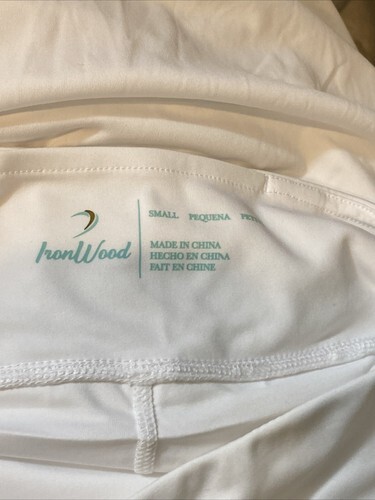 IronWood
SMALL PEQUENA
MADE IN CHINA
HECHO EN CHINA
FAIT EN CHINE